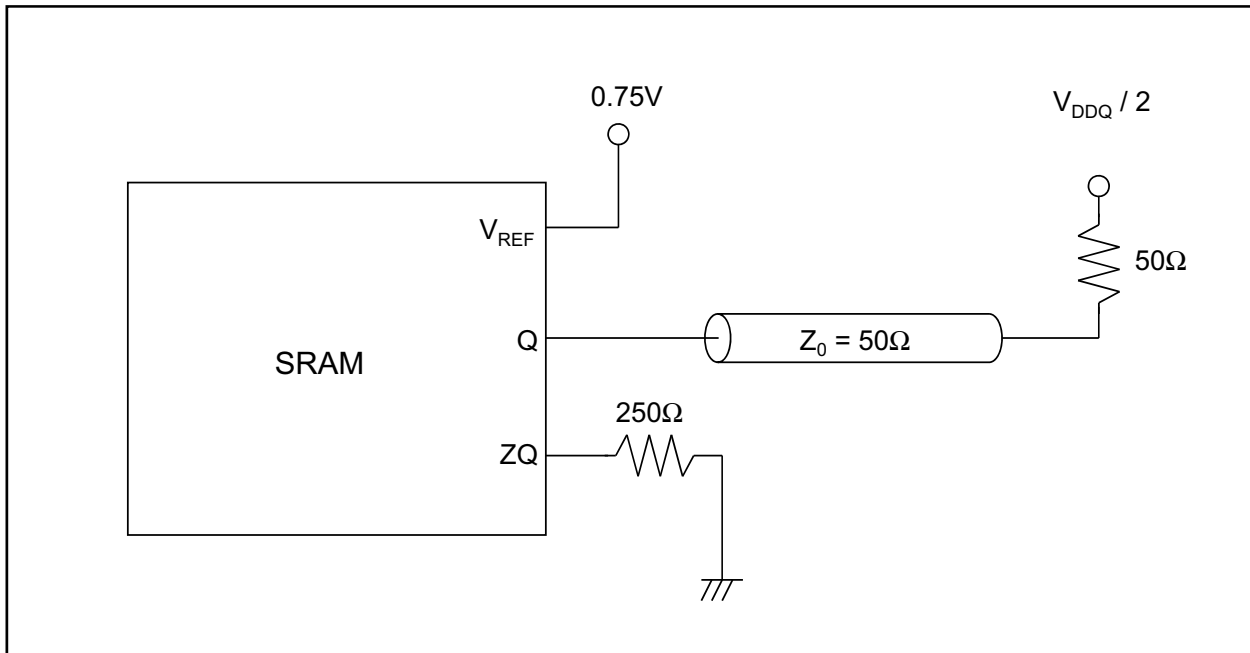 0.75V
V_DDQ / 2
V_REF
50Ω
Q
Z_0 = 50Ω
SRAM
250Ω
ZQ